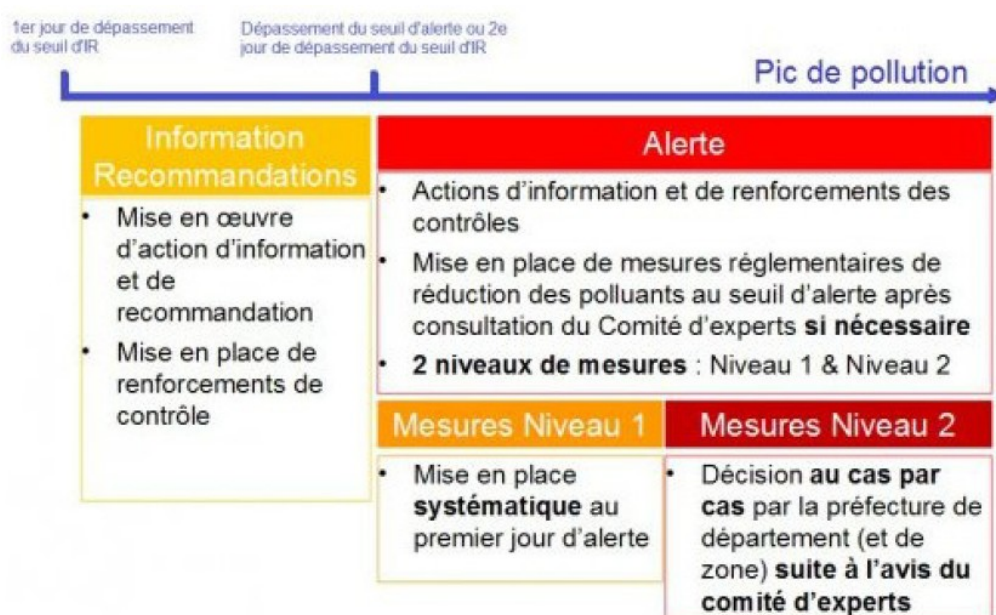 1er jour de dépassement
du seuil d'IR
Dépassement du seuil d'alerte ou 2e
jour de dépassement du seuil d'IR
Pic de pollution
Information
Recommandations
• Mise en œuvre
d'action d'information
et de
recommandation
• Mise en place de
renforcements de
contrôle
Alerte
• Actions d'information et de renforcements des
contrôles
• Mise en place de mesures réglementaires de
réduction des polluants au seuil d'alerte après
consultation du Comité d'experts si nécessaire
• 2 niveaux de mesures : Niveau 1 & Niveau 2
Mesures Niveau 1
• Mise en place
systématique au
premier jour d'alerte
Mesures Niveau 2
• Décision au cas par
cas par la préfecture de
département (et de
zone) suite à l'avis du
comité d'experts